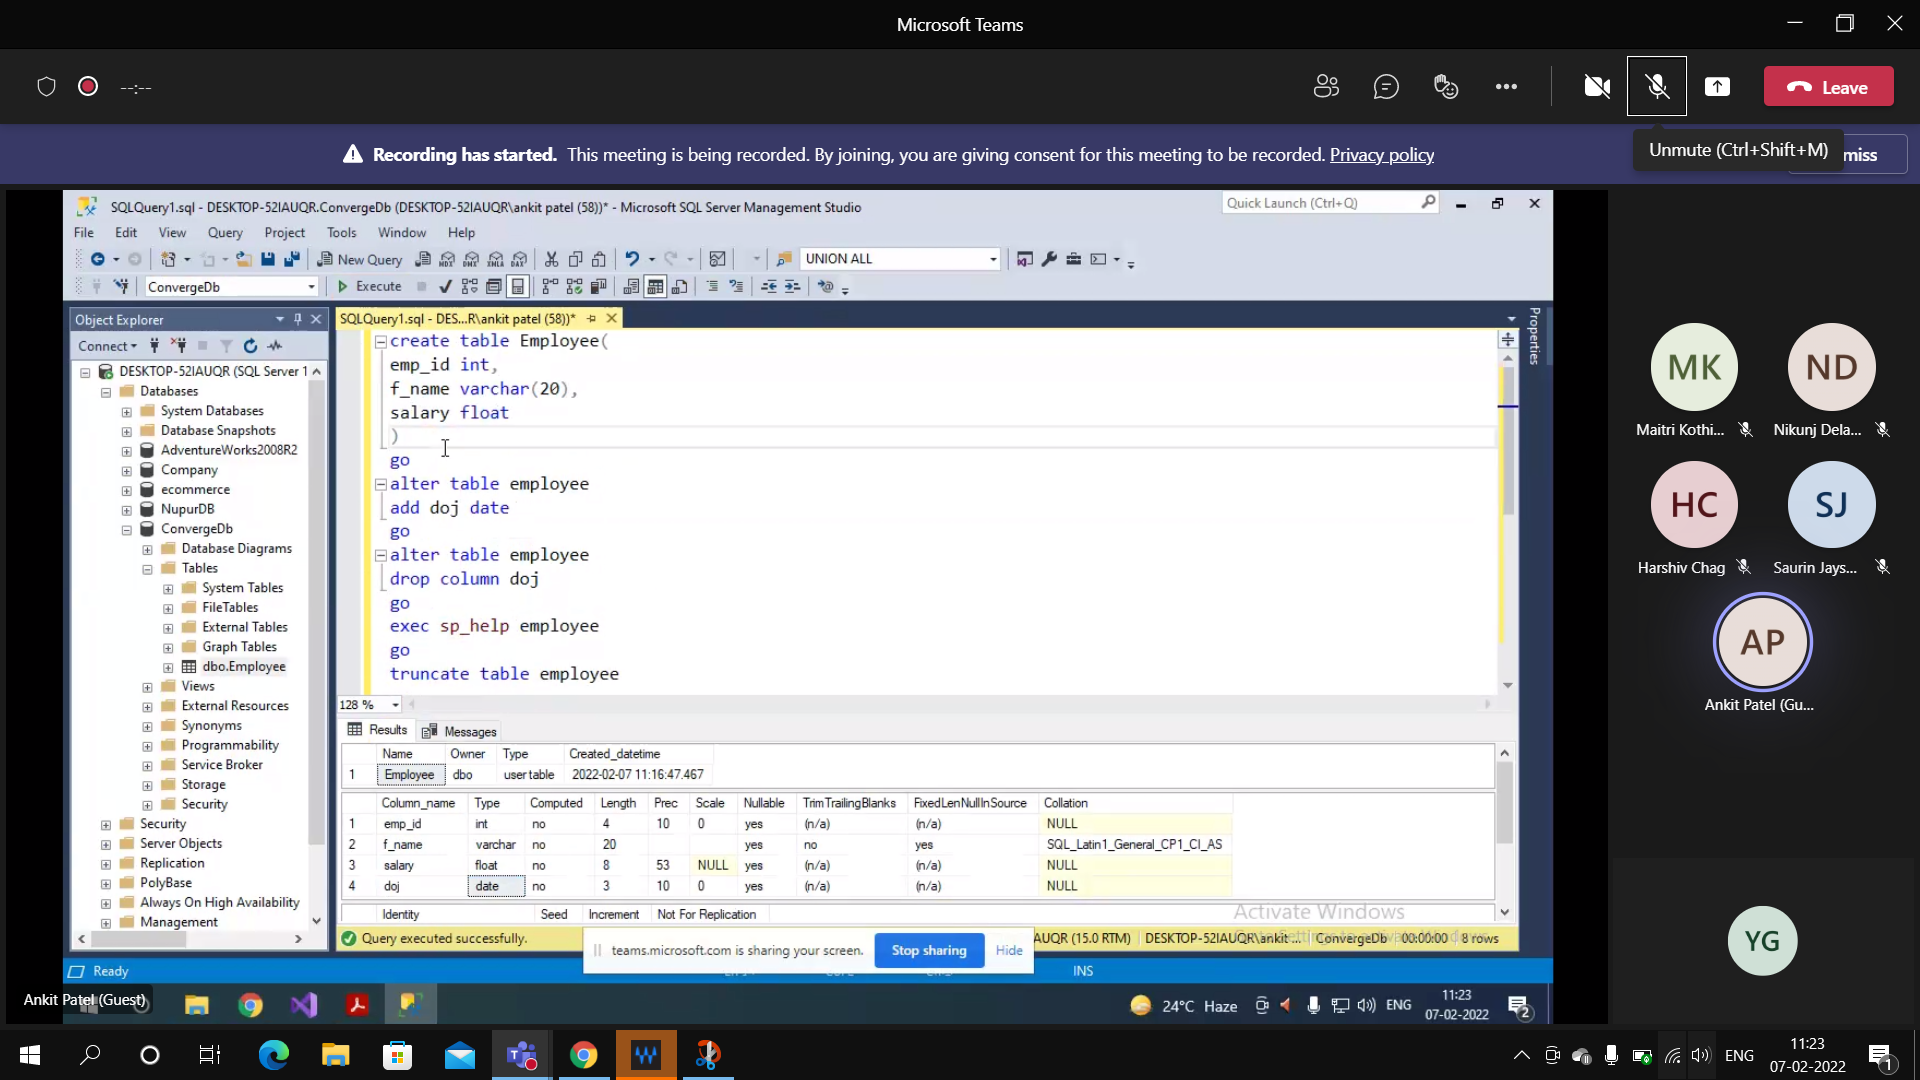 Microsoft Teams
--:--
Leave
Recording has started. This meeting is being recorded. By joining, you are giving consent for this meeting to be recorded. Privacy policy
Unmute (Ctrl+Shift+M)
miss
SQLQuery1.sql - DESKTOP-52IAUQR.ConvergeDb (DESKTOP-52IAUQR\ankit patel (58))* - Microsoft SQL Server Management Studio
Quick Launch (Ctrl+Q)
File Edit View Query Project Tools Window Help
New Query
MDX DMX XMLA DAX
UNION ALL
ConvergeDb
Execute
Object Explorer
SQLQuery1.sql - DES...R\ankit patel (58))*
Properties
Connect
DESKTOP-52IAUQR (SQL Server 1
Databases
System Databases
Database Snapshots
AdventureWorks2008R2
Company
ecommerce
NupurDB
ConvergeDb
Database Diagrams
Tables
System Tables
FileTables
External Tables
Graph Tables
dbo.Employee
Views
External Resources
Synonyms
Programmability
Service Broker
Storage
Security
Security
Server Objects
Replication
PolyBase
Always On High Availability
Management
create table Employee(
emp_id int,
f_name varchar(20),
salary float
)
go
alter table employee
add doj date
go
alter table employee
drop column doj
go
exec sp_help employee
go
truncate table employee
128 %
Results Messages
Name Owner Type Created_datetime
1 Employee dbo user table 2022-02-07 11:16:47.467
Column_name Type Computed Length Prec Scale Nullable TrimTrailingBlanks FixedLenNullInSource Collation
1 emp_id int no 4 10 0 yes (n/a) (n/a) NULL
2 f_name varchar no 20 yes no yes SQL_Latin1_General_CP1_CI_AS
3 salary float no 8 53 NULL yes (n/a) (n/a) NULL
4 doj date no 3 10 0 yes (n/a) (n/a) NULL
Identity Seed Increment Not For Replication
Activate Windows
Query executed successfully.
AUQR (15.0 RTM) DESKTOP-52IAUQR\ankit ... ConvergeDb 00:00:00 8 rows
teams.microsoft.com is sharing your screen. Stop sharing Hide
Ready
INS
Ankit Patel (Guest)
24°C Haze
ENG
11:23
07-02-2022
2
MK
Maitri Kothi...
ND
Nikunj Dela...
HC
Harshiv Chag
SJ
Saurin Jays...
AP
Ankit Patel (Gu...
YG
ENG
11:23
07-02-2022
1